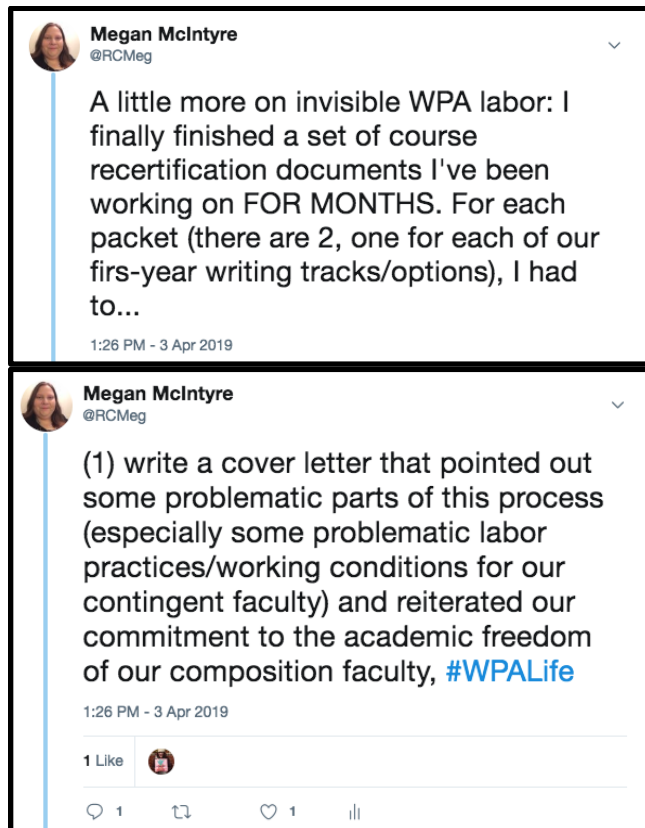 Megan McIntyre
@RCMeg
A little more on invisible WPA labor: I
finally finished a set of course
recertification documents I've been
working on FOR MONTHS. For each
packet (there are 2, one for each of our
firs-year writing tracks/options), I had
to...
1:26 PM - 3 Apr 2019
Megan McIntyre
@RCMeg
(1) write a cover letter that pointed out
some problematic parts of this process
(especially some problematic labor
practices/working conditions for our
contingent faculty) and reiterated our
commitment to the academic freedom
of our composition faculty, #WPALife
1:26 PM - 3 Apr 2019
1 Like
1 1